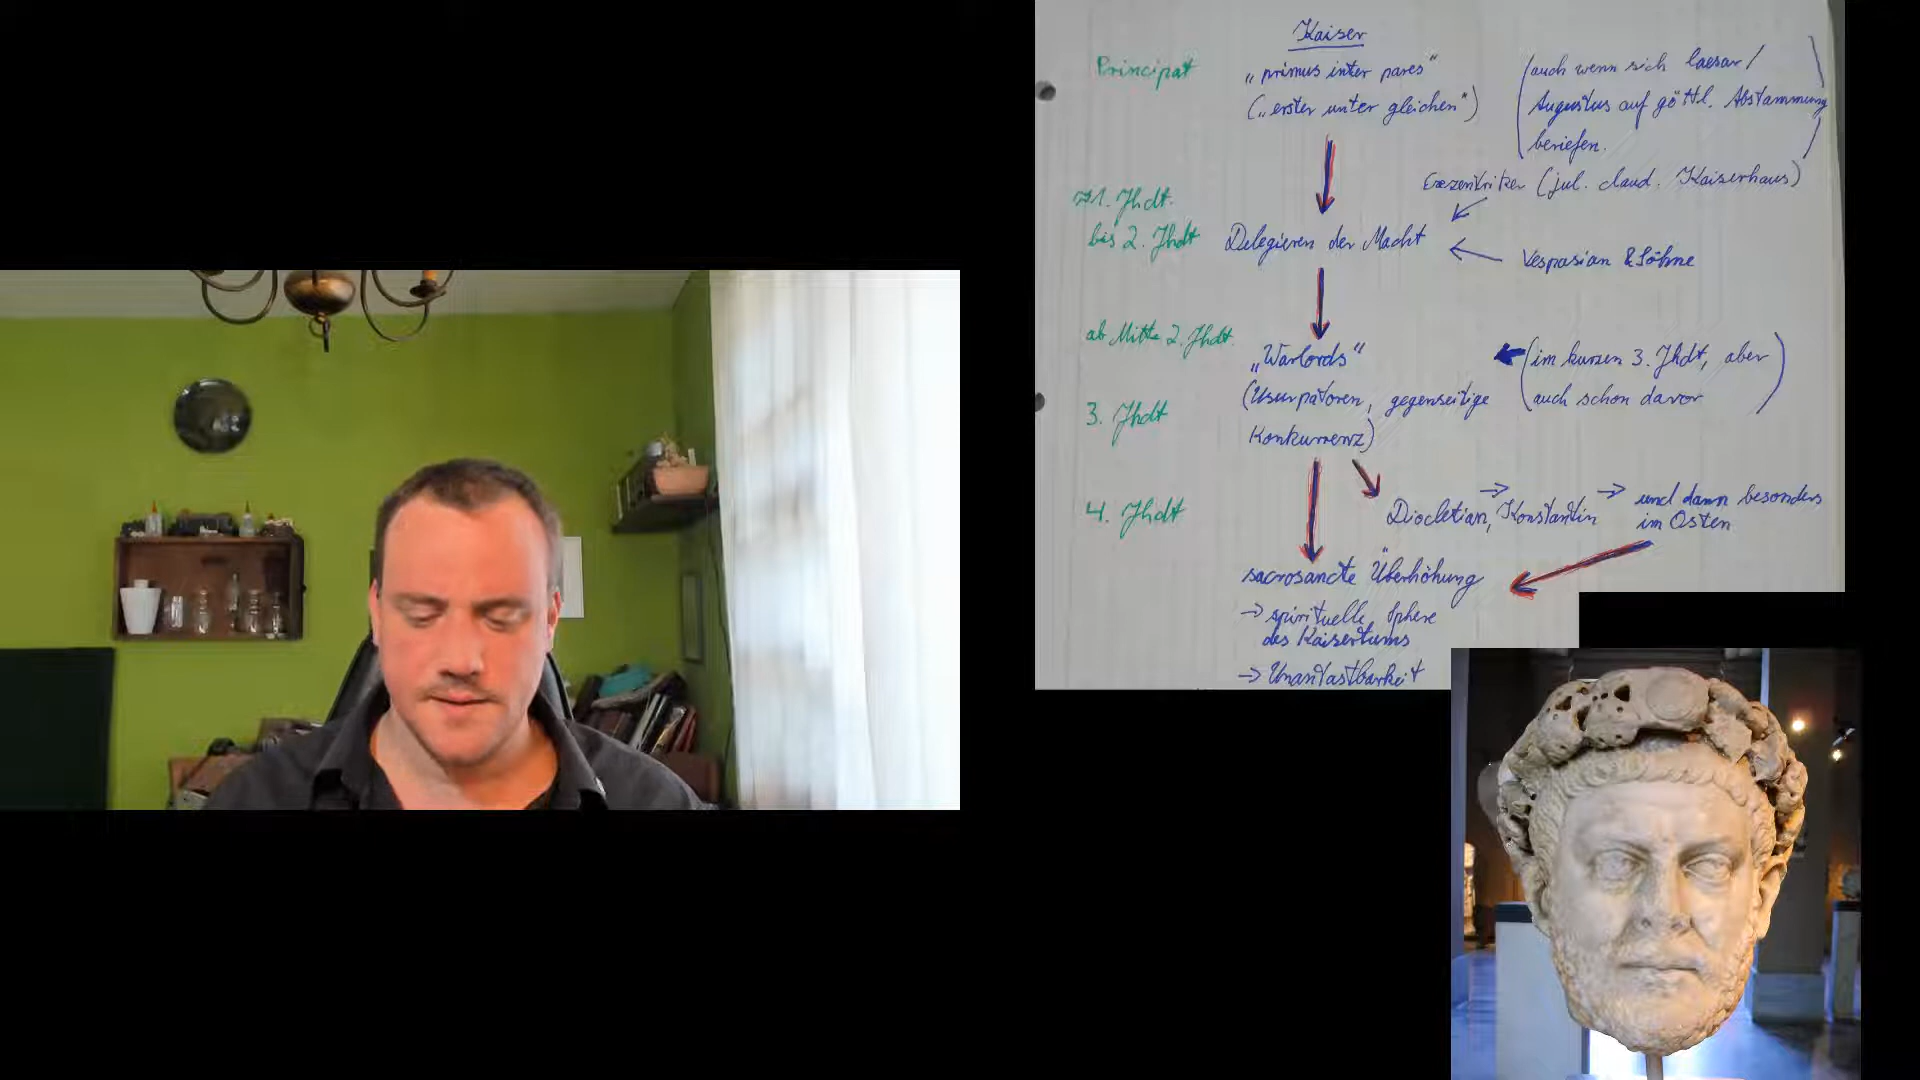 Kaiser
Principat
„primus inter pares“
(„erster unter gleichen“)
(auch wenn sich Caesar/
Augustus auf göttl. Abstammung
beriefen.)
Exzentriker (jul. claud. Kaiserhaus)
→ 1. Jhdt.
bis 2. Jhdt
Delegieren der Macht
Vespasian & Söhne
ab Mitte 2. Jhdt.
„Warlords“
(im kurzen 3. Jhdt, aber
auch schon davor)
(Usurpatoren, gegenseitige
Konkurrenz)
3. Jhdt
4. Jhdt
Diocletian, → Konstantin → und dann besonders
im Osten
sacrosancte Überhöhung
→ spirituelle Sphere
des Kaisertums
→ Unantastbarkeit